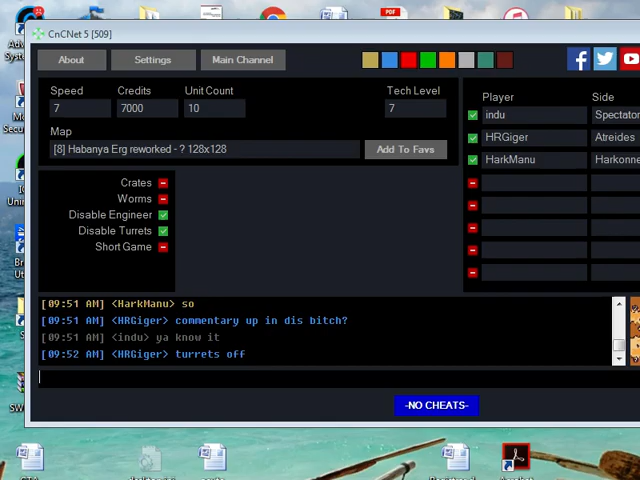 CnCNet 5 [509]
About
Settings
Main Channel
Speed
Credits
Unit Count
Tech Level
7
7000
10
7
Map
[8] Habanya Erg reworked - ? 128x128
Add To Favs
Player
Side
indu
Spectator
HRGiger
Atreides
HarkManu
Harkonne
Crates
Worms
Disable Engineer
Disable Turrets
Short Game
[09:51 AM] <HarkManu> so
[09:51 AM] <HRGiger> commentary up in dis bitch?
[09:51 AM] <indu> ya know it
[09:52 AM] <HRGiger> turrets off
-NO CHEATS-
PDF